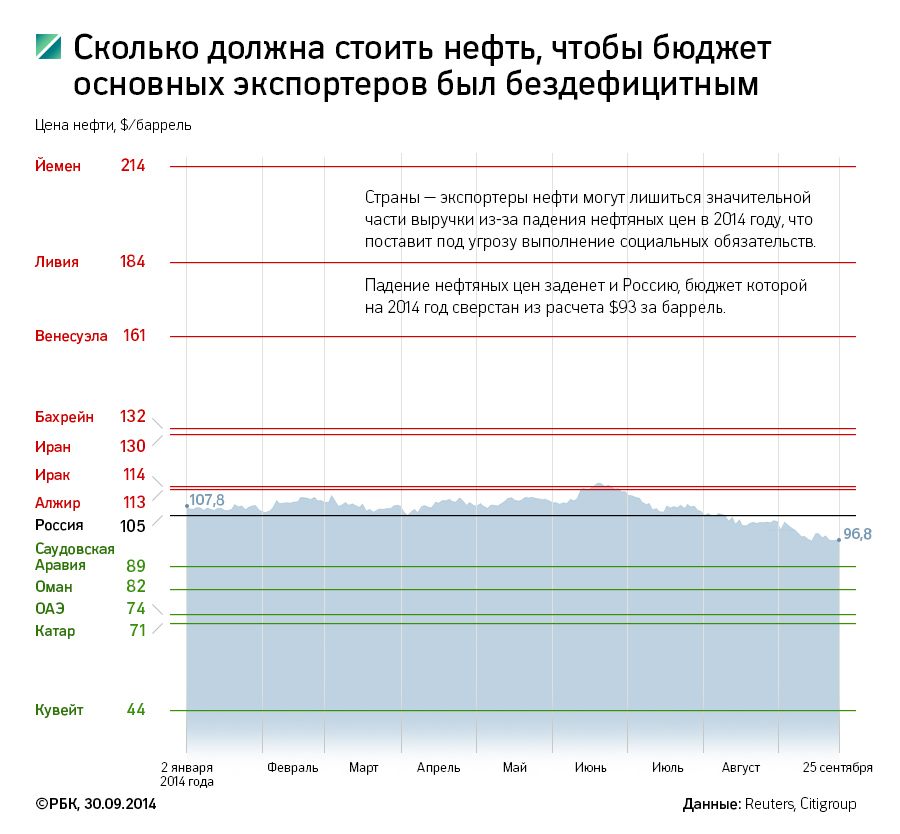 Сколько должна стоить нефть, чтобы бюджет
основных экспортеров был бездефицитным
Цена нефти, $/баррель
Йемен 214
Страны — экспортеры нефти могут лишиться значительной
части выручки из-за падения нефтяных цен в 2014 году, что
поставит под угрозу выполнение социальных обязательств.
Ливия 184
Падение нефтяных цен заденет и Россию, бюджет которой
на 2014 год сверстан из расчета $93 за баррель.
Венесуэла 161
Бахрейн 132
Иран 130
Ирак 114
Алжир 113
107,8
Россия 105
96,8
Саудовская
Аравия 89
Оман 82
ОАЭ 74
Катар 71
Кувейт 44
2 января
2014 года
Февраль
Март
Апрель
Май
Июнь
Июль
Август
25 сентября
©РБК, 30.09.2014
Данные: Reuters, Citigroup